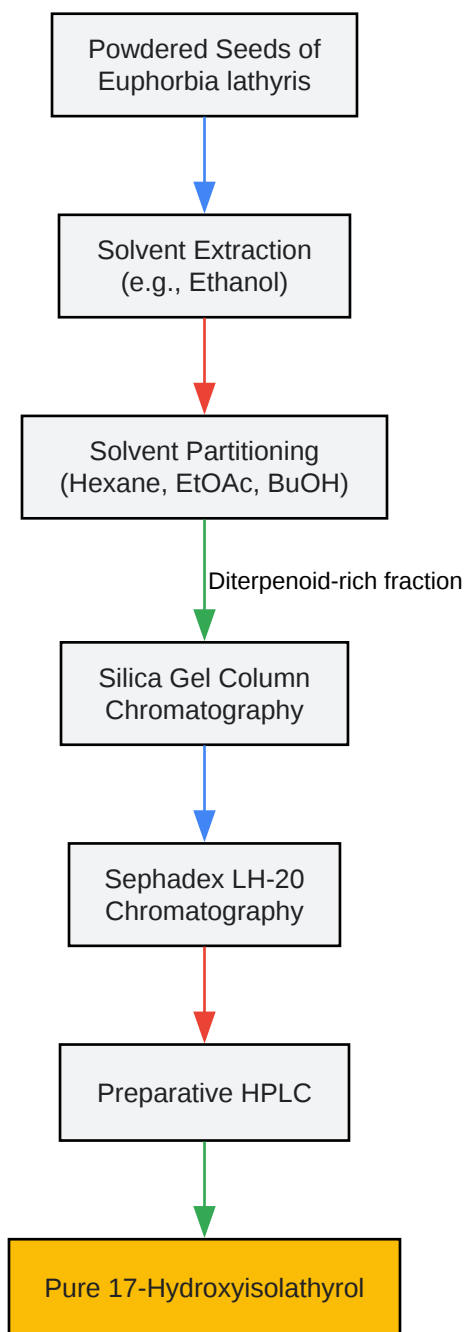 Powdered Seeds of
Euphorbia lathyris
Solvent Extraction
(e.g., Ethanol)
Solvent Partitioning
(Hexane, EtOAc, BuOH)
Diterpenoid-rich fraction
Silica Gel Column
Chromatography
Sephadex LH-20
Chromatography
Preparative HPLC
Pure 17-Hydroxyisolathyrol